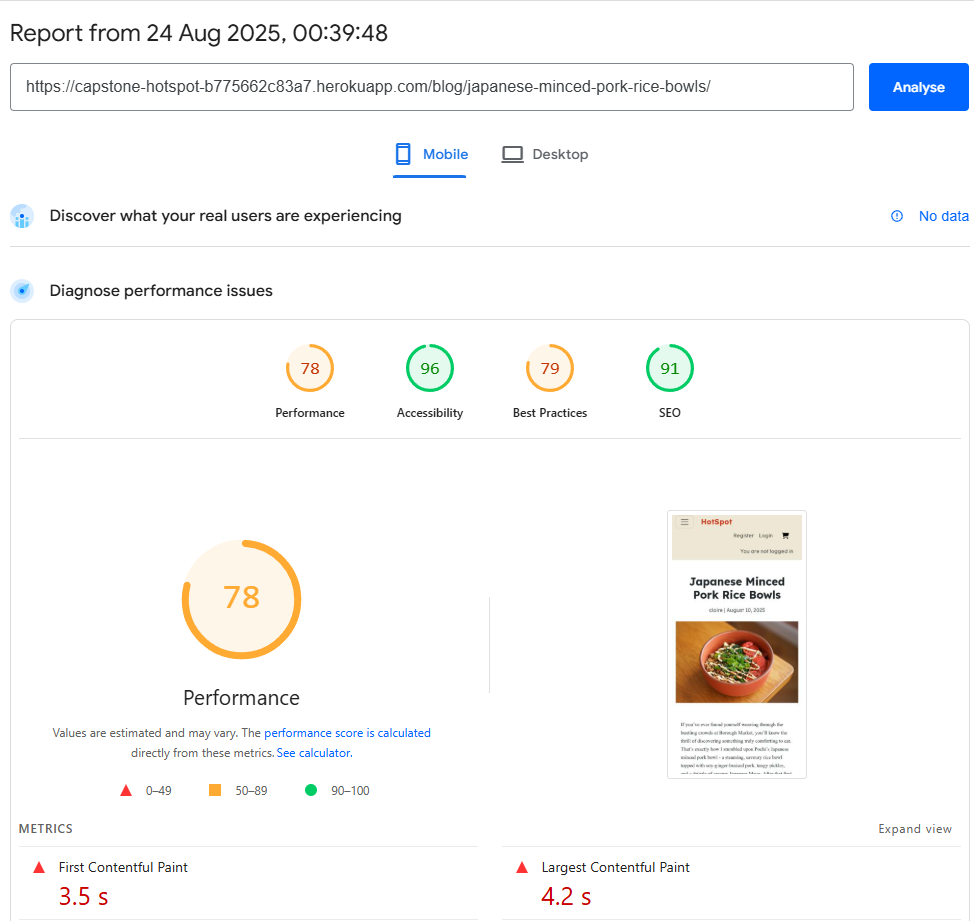 Report from 24 Aug 2025, 00:39:48
https://capstone-hotspot-b775662c83a7.herokuapp.com/blog/japanese-minced-pork-rice-bowls/
Analyse
Mobile
Desktop
Discover what your real users are experiencing
No data
Diagnose performance issues
78
96
79
91
Performance
Accessibility
Best Practices
SEO
78
Performance
Values are estimated and may vary. The performance score is calculated
directly from these metrics. See calculator.
0–49
50–89
90–100
HotSpot
Register Login
You are not logged in
Japanese Minced
Pork Rice Bowls
claire | August 10, 2025
If you've ever found yourself weaving through the
bustling crowds at Borough Market, you'll know the
thrill of discovering something truly comforting to eat.
That's exactly how I stumbled upon Pochi's Japanese
minced pork bowl - a steaming, savoury rice bowl
topped with soy-ginger-braised pork, tangy pickles,
METRICS
Expand view
First Contentful Paint
3.5 s
Largest Contentful Paint
4.2 s